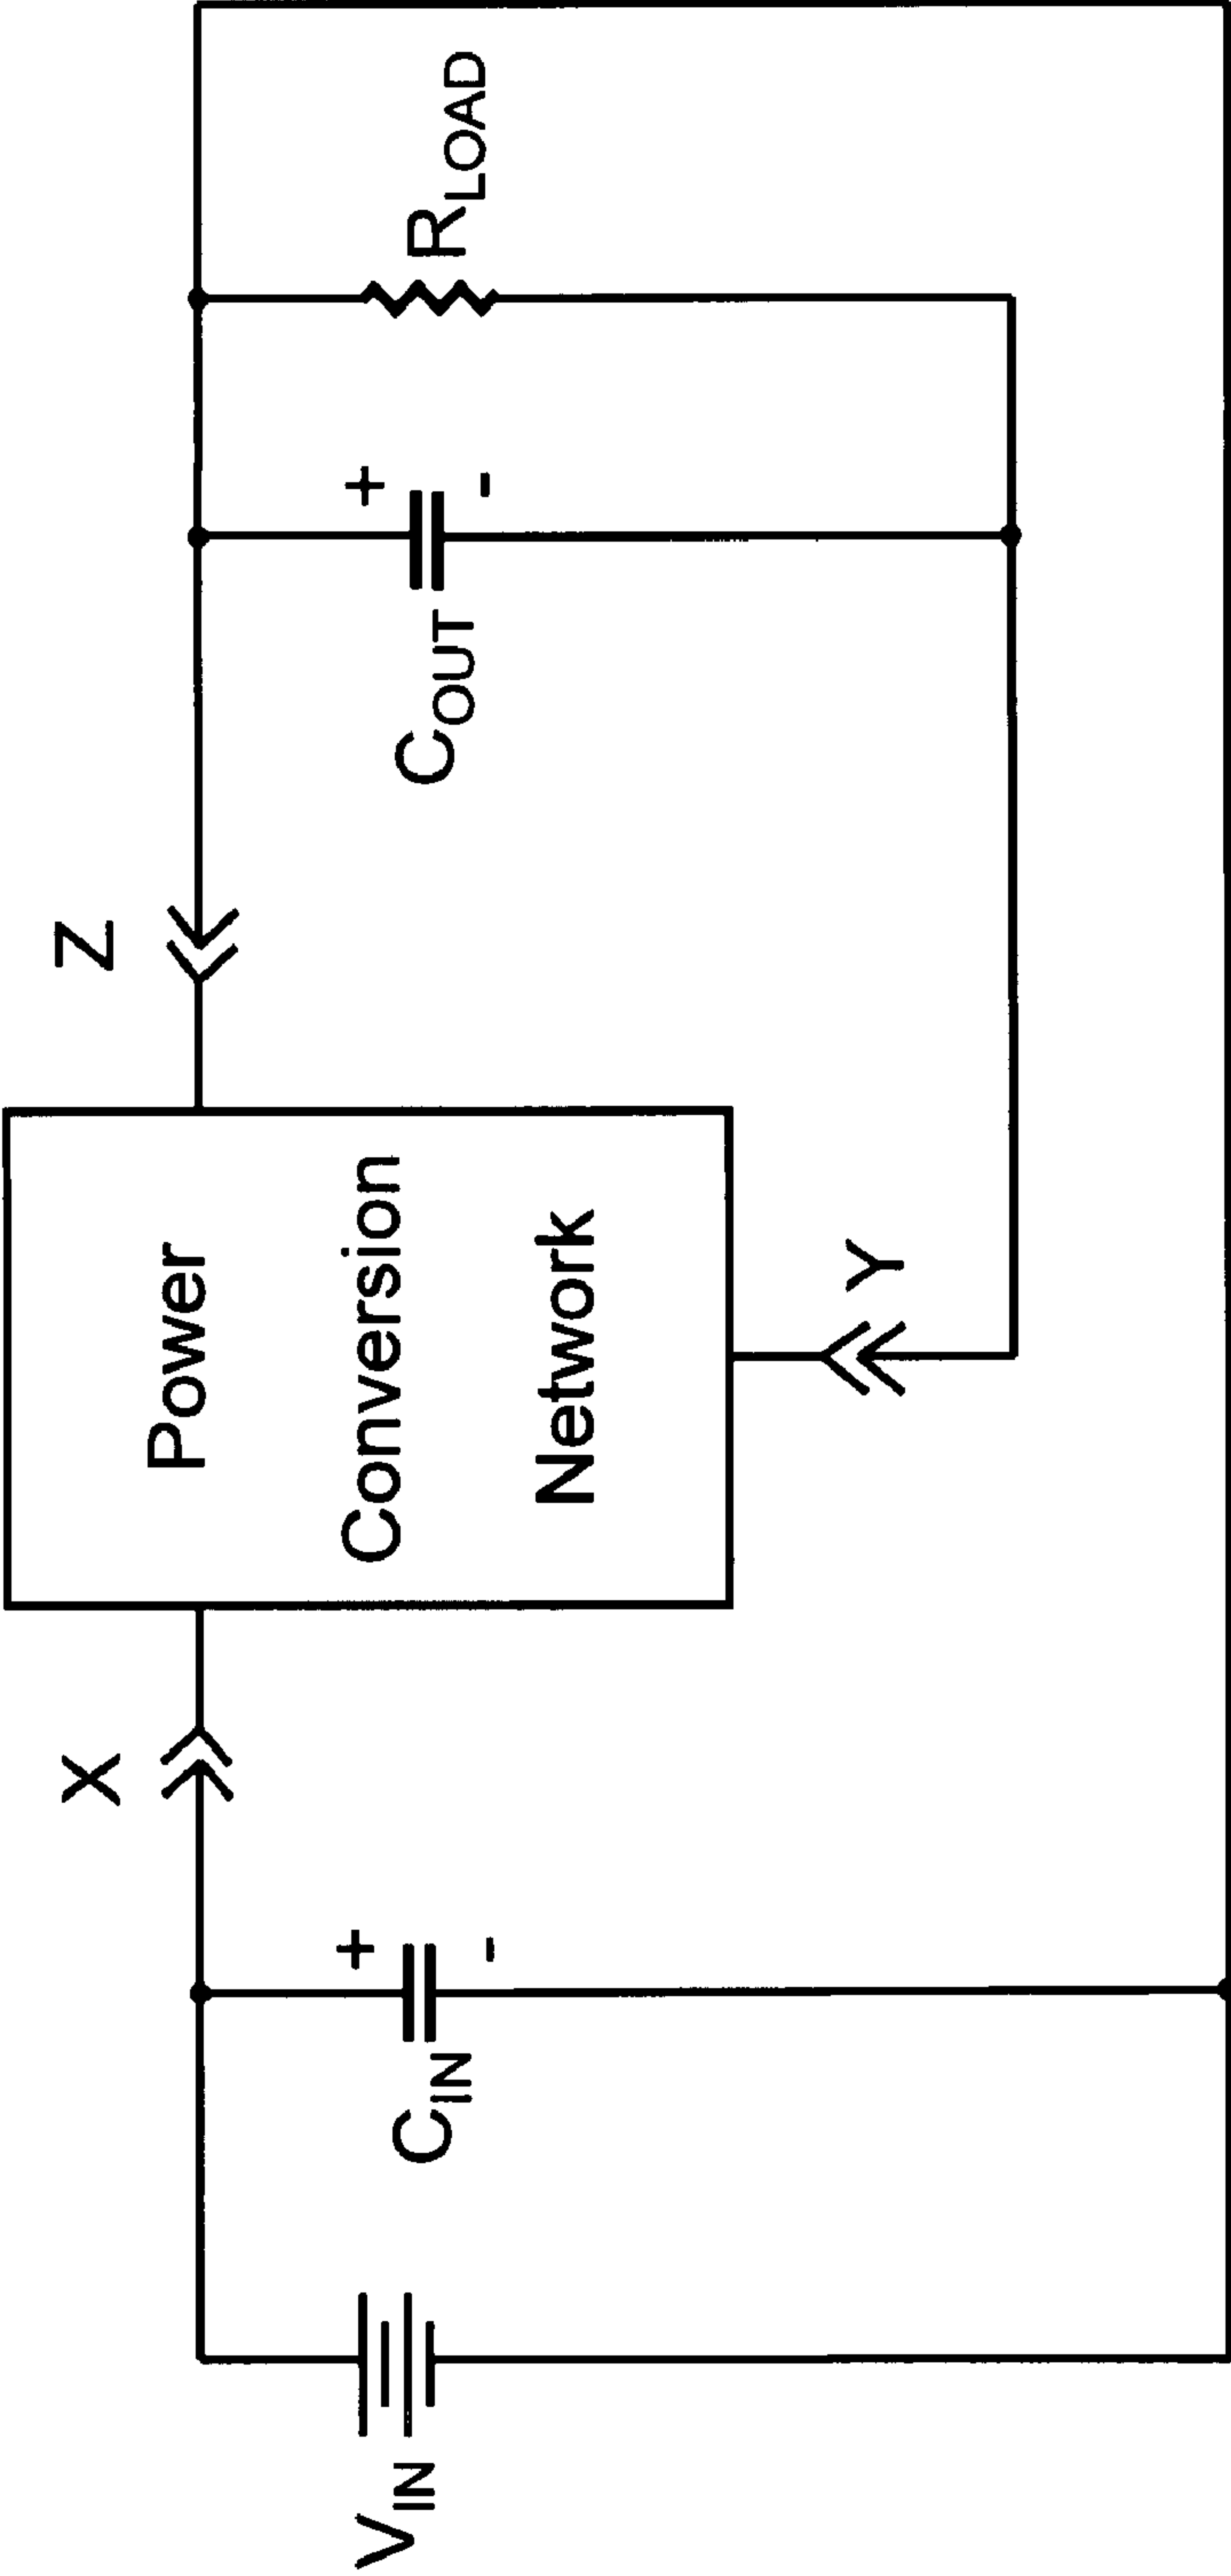 X
Z
Power
Conversion
Network
V_IN
C_IN
+
-
C_OUT
+
-
R_LOAD
Y